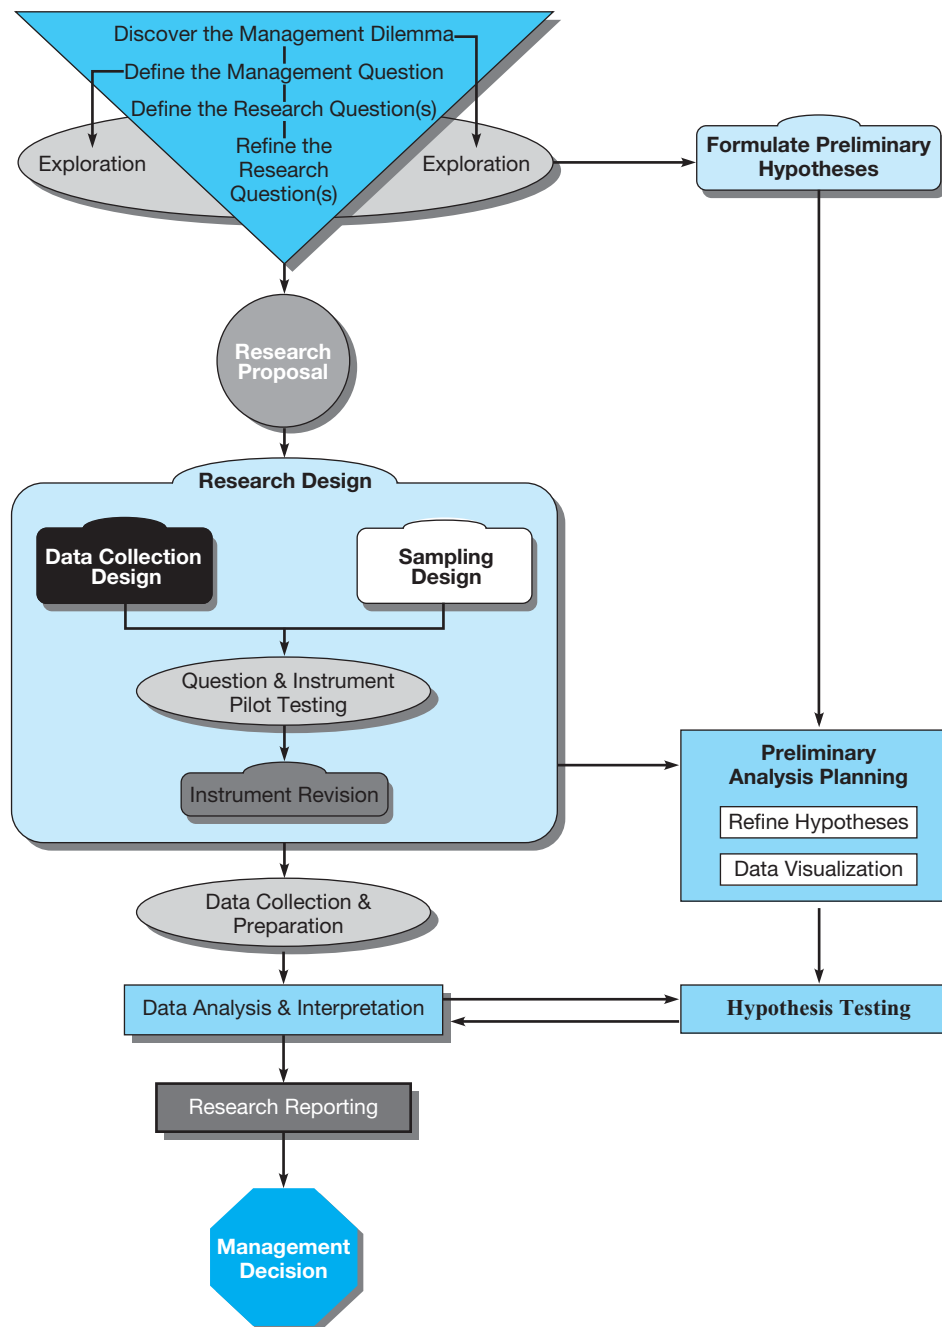 Discover the Management Dilemma
Define the Management Question
Define the Research Question(s)
Refine the
Research
Question(s)
Exploration
Exploration
Formulate Preliminary
Hypotheses
Research
Proposal
Research Design
Data Collection
Design
Sampling
Design
Question & Instrument
Pilot Testing
Instrument Revision
Preliminary
Analysis Planning
Refine Hypotheses
Data Visualization
Data Collection &
Preparation
Data Analysis & Interpretation
Hypothesis Testing
Research Reporting
Management
Decision